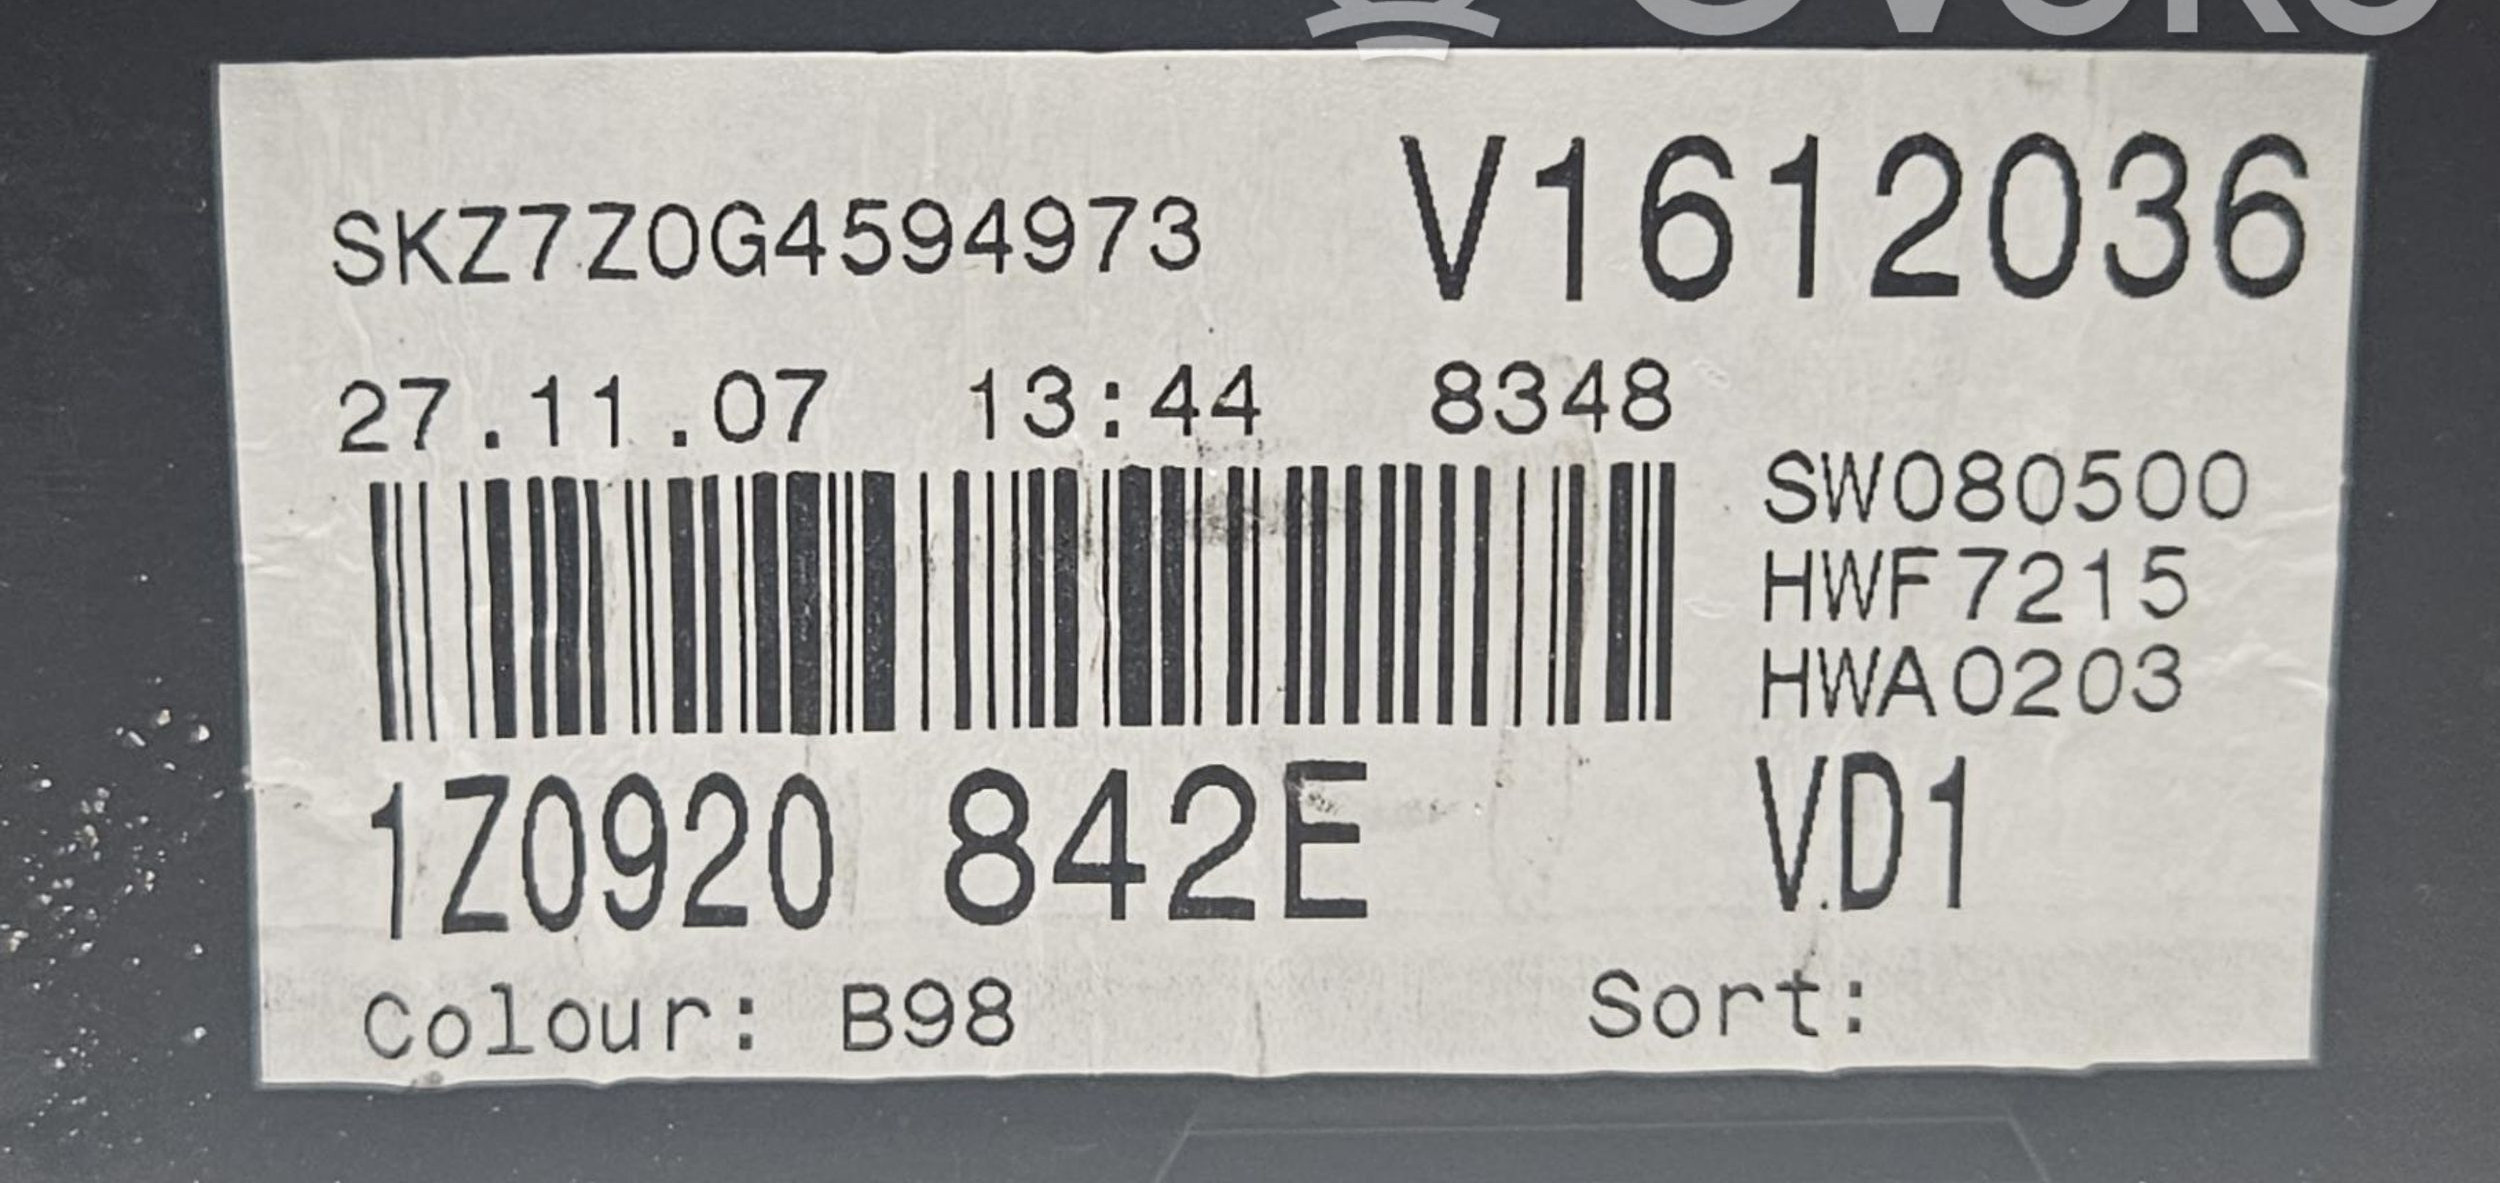 SKZ7Z0G4594973 V1612036
27.11.07 13:44 8348
SW080500
HWF7215
HWA0203
1Z0920 842E VD1
Colour: B98 Sort: